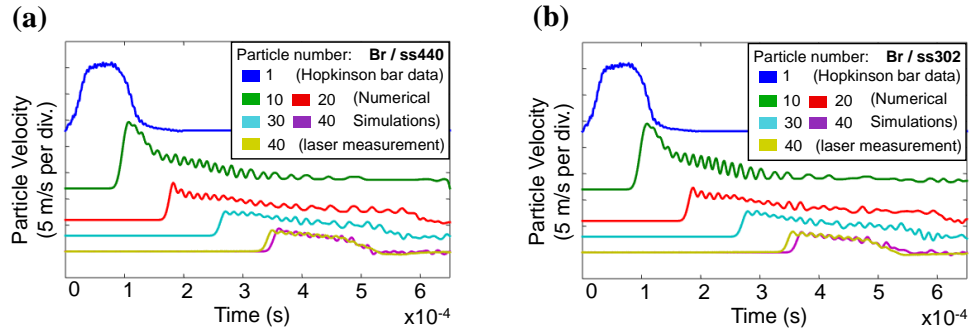 (a)
Particle number: Br / ss440
1 (Hopkinson bar data)
10 20 (Numerical
30 40 Simulations)
40 (laser measurement)
Particle Velocity
(5 m/s per div.)
0 1 2 3 4 5 6
Time (s) x10-4
(b)
Particle number: Br / ss302
1 (Hopkinson bar data)
10 20 (Numerical
30 40 Simulations)
40 (laser measurement)
Particle Velocity
(5 m/s per div.)
0 1 2 3 4 5 6
Time (s) x10-4